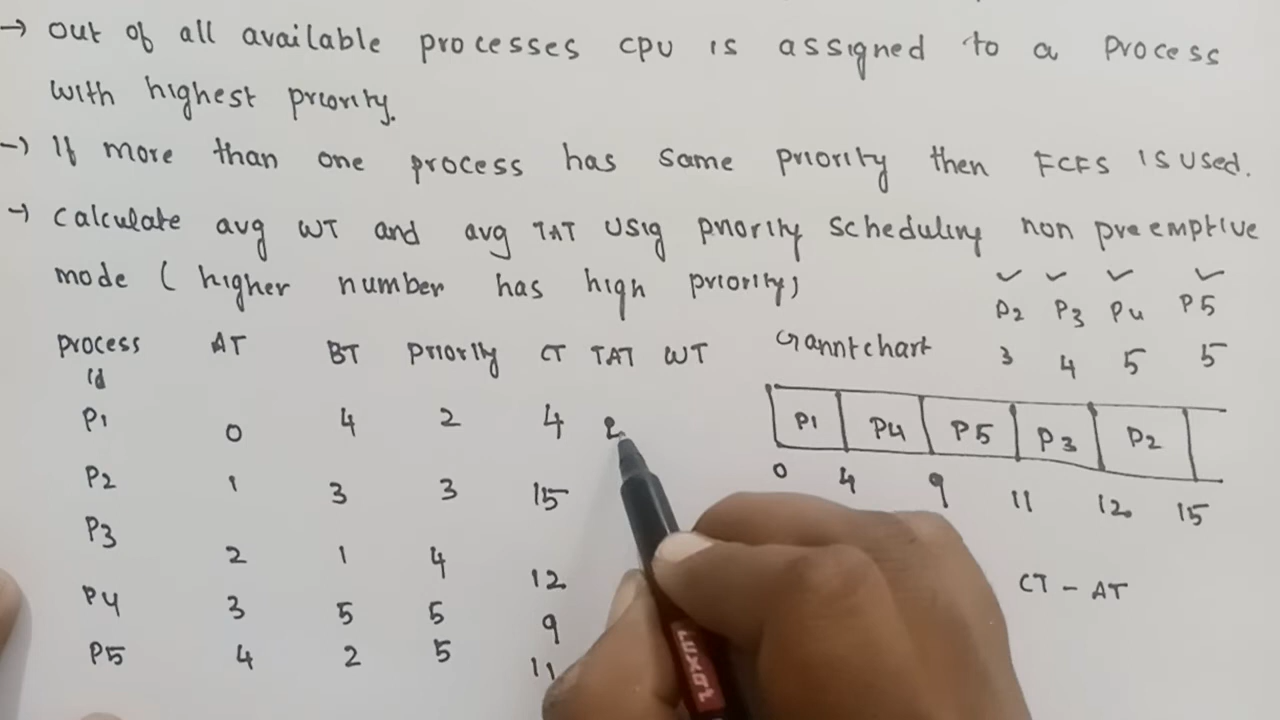 → out of all available processes CPU is assigned to a process
with highest priority.
→ If more than one process has same priority then FCFS is used.
→ calculate avg WT and avg TAT usig priority scheduling non preemptive
mode ( higher number has high priority)
✓ ✓ ✓ ✓
P2 P3 P4 P5
3 4 5 5
Process Id AT BT Priority CT TAT WT
P1 0 4 2 4
P2 1 3 3 15
P3 2 1 4 12
P4 3 5 5 9
P5 4 2 5 11
Ganntchart
P1 P4 P5 P3 P2
0 4 9 11 12 15
CT - AT
LUXOR